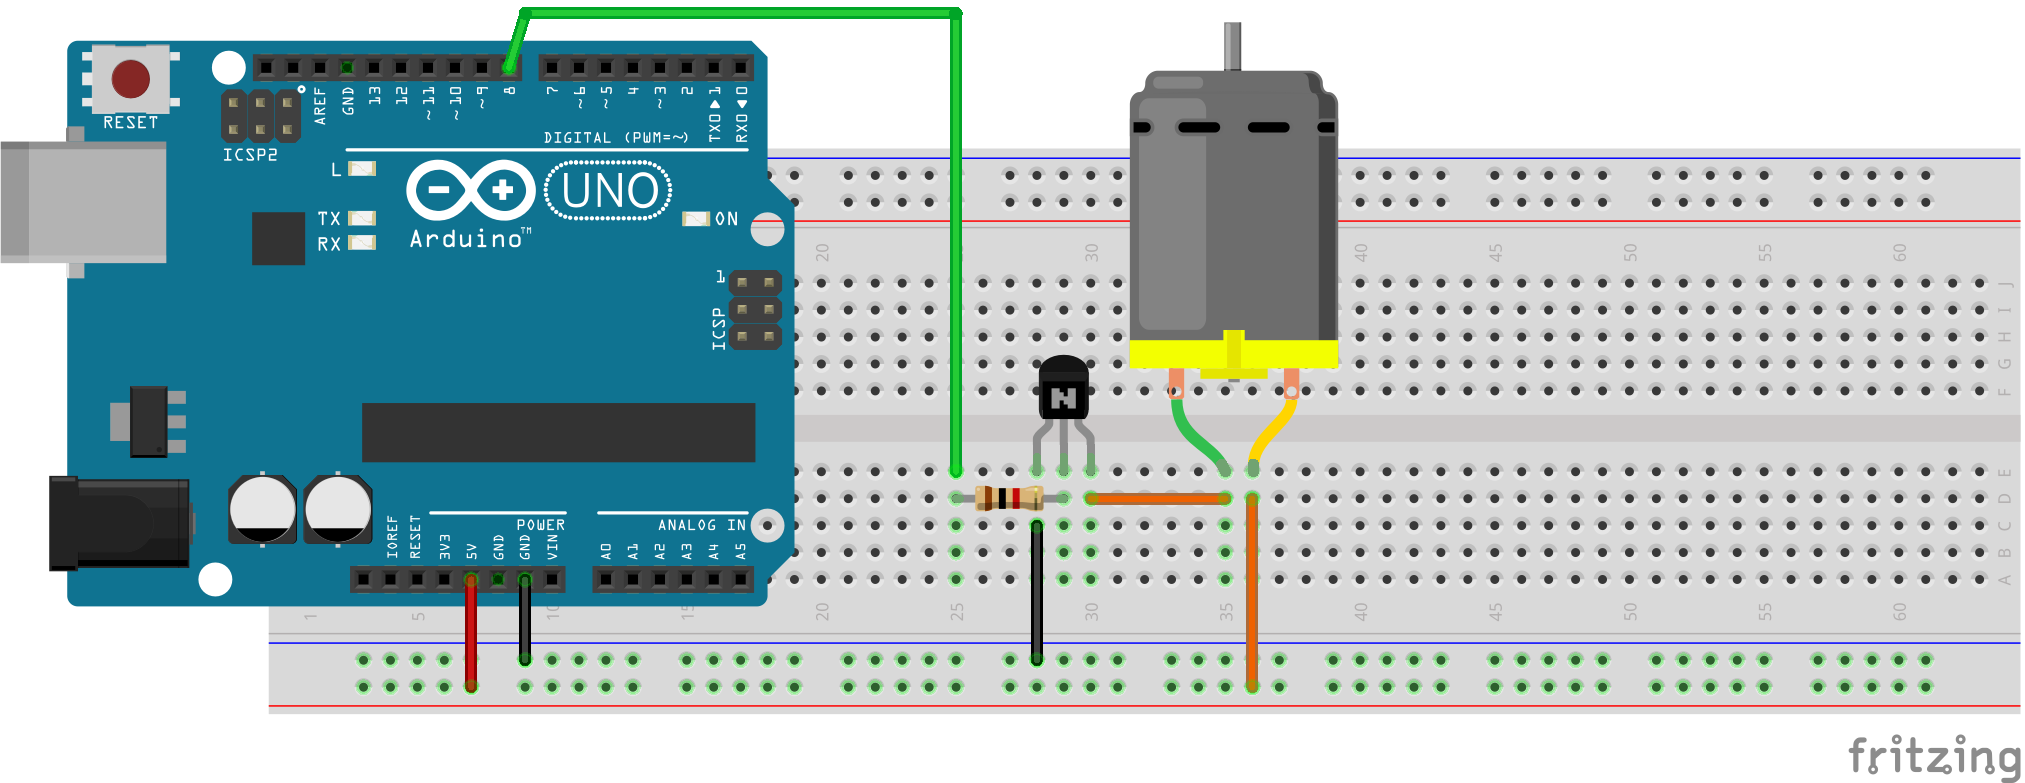 RESET
ICSP2
AREF
GND
13
12
~11
~10
~9
8
7
~6
~5
4
~3
2
TX0▶1
RX0◀0
DIGITAL (PWM=~)
L
TX
RX
Arduino™
UNO
ON
1
ICSP
N
IOREF
RESET
3V3
5V
GND
GND
VIN
POWER
ANALOG IN
A0
A1
A2
A3
A4
A5
20
30
40
45
50
55
60
J
I
H
G
F
E
D
C
B
A
1
5
10
15
20
25
30
35
40
45
50
55
60
fritzing